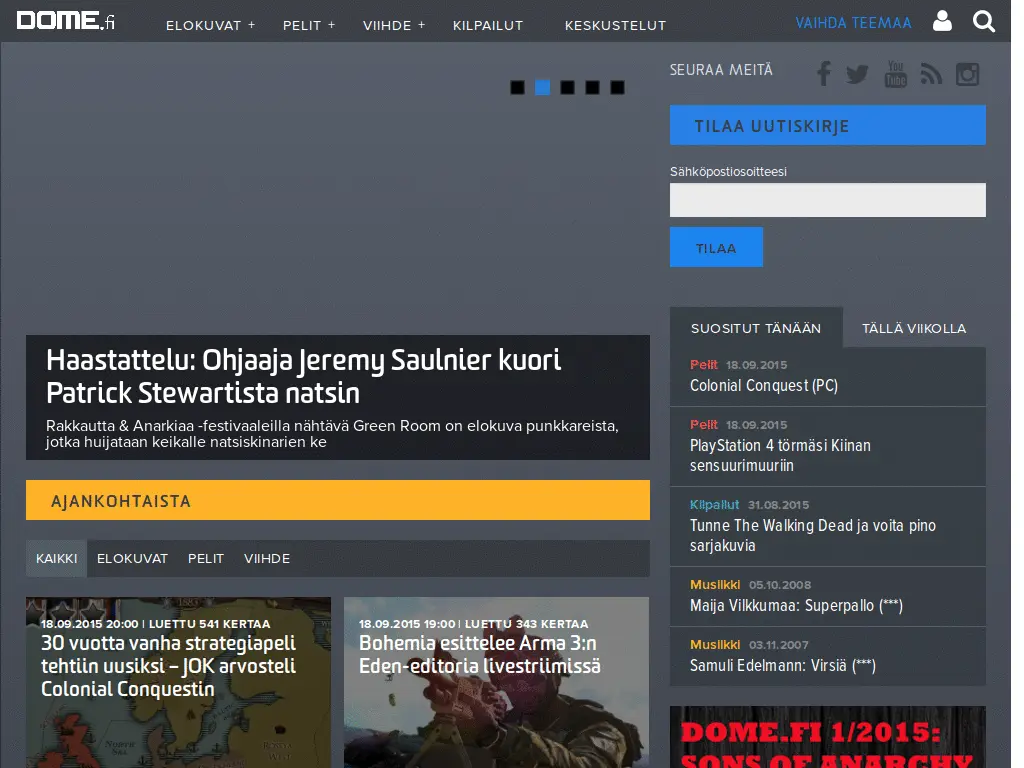 DOME.fi
ELOKUVAT +
PELIT +
VIIHDE +
KILPAILUT
KESKUSTELUT
VAIHDA TEEMAA
SEURAA MEITÄ
You
Tube
TILAA UUTISKIRJE
Sähköpostiosoitteesi
TILAA
Haastattelu: Ohjaaja Jeremy Saulnier kuori
Patrick Stewartista natsin
Rakkautta & Anarkiaa -festivaaleilla nähtävä Green Room on elokuva punkkareista,
jotka huijataan keikalle natsiskinarien ke
AJANKOHTAISTA
KAIKKI
ELOKUVAT
PELIT
VIIHDE
18.09.2015 20:00 | LUETTU 541 KERTAA
30 vuotta vanha strategiapeli
tehtiin uusiksi – JOK arvosteli
Colonial Conquestin
NORTH
SEA
RUSSIA
WEST
18.09.2015 19:00 | LUETTU 343 KERTAA
Bohemia esittelee Arma 3:n
Eden-editoria livestriimissä
SUOSITUT TÄNÄÄN
TÄLLÄ VIIKOLLA
Pelit 18.09.2015
Colonial Conquest (PC)
Pelit 18.09.2015
PlayStation 4 törmäsi Kiinan
sensuurimuuriin
Kilpailut 31.08.2015
Tunne The Walking Dead ja voita pino
sarjakuvia
Musiikki 05.10.2008
Maija Vilkkumaa: Superpallo (***)
Musiikki 03.11.2007
Samuli Edelmann: Virsiä (***)
DOME.FI 1/2015:
SONS OF ANARCHY